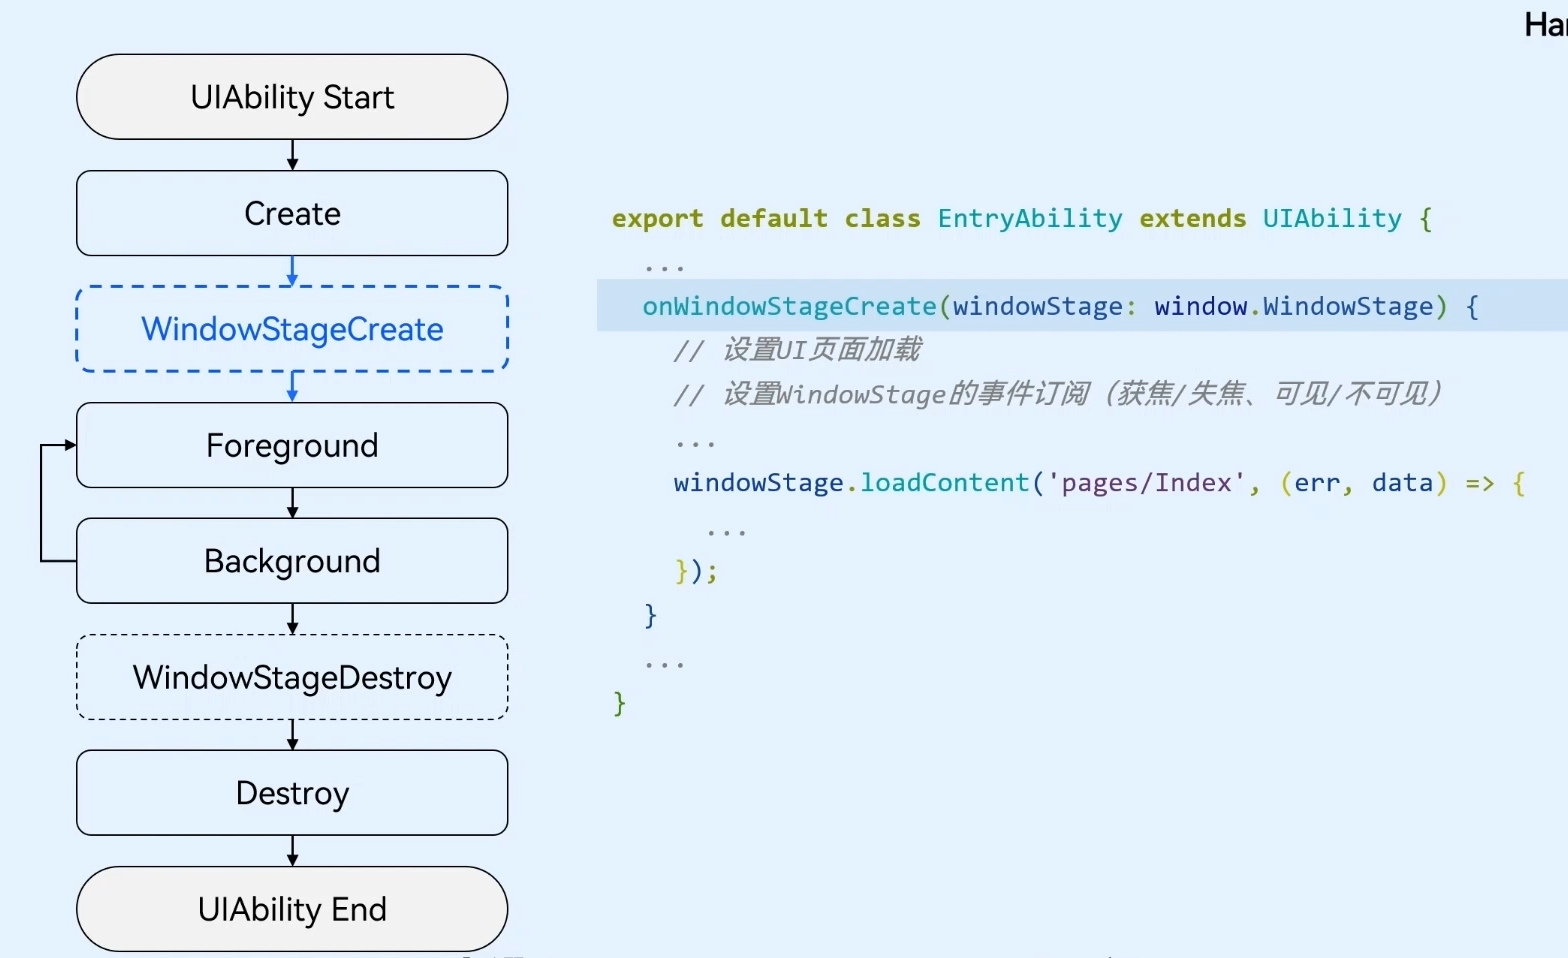 UIAbility Start
Create
WindowStageCreate
Foreground
Background
WindowStageDestroy
Destroy
UIAbility End
export default class EntryAbility extends UIAbility {
...
onWindowStageCreate(windowStage: window.WindowStage) {
// 设置UI页面加载
// 设置WindowStage的事件订阅（获焦/失焦、可见/不可见）
...
windowStage.loadContent('pages/Index', (err, data) => {
...
});
}
...
}